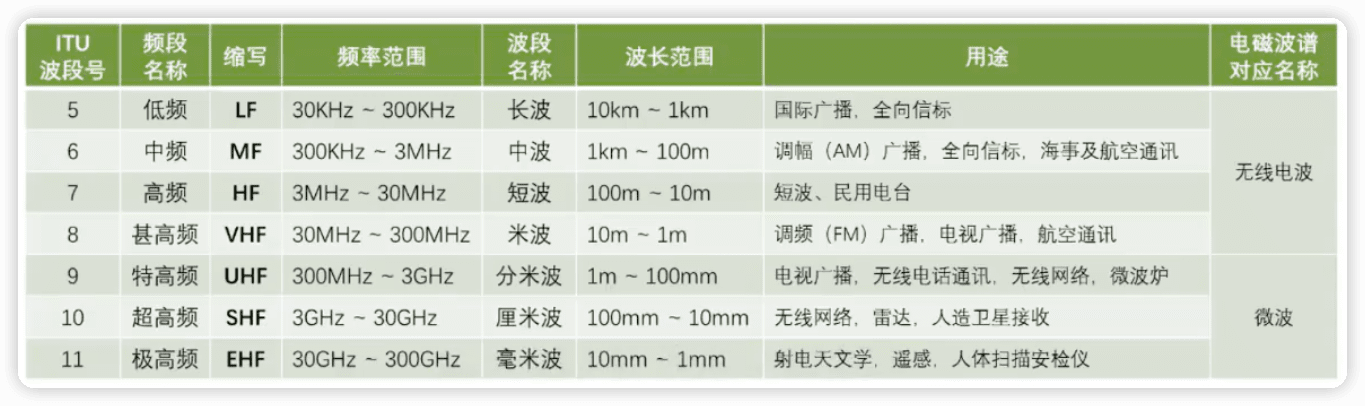 ITU 波段号 频段名称 缩写 频率范围 波段名称 波长范围 用途 电磁波谱对应名称
5 低频 LF 30KHz ~ 300KHz 长波 10km ~ 1km 国际广播，全向信标
6 中频 MF 300KHz ~ 3MHz 中波 1km ~ 100m 调幅（AM）广播，全向信标，海事及航空通讯
7 高频 HF 3MHz ~ 30MHz 短波 100m ~ 10m 短波、民用电台
无线电波
8 甚高频 VHF 30MHz ~ 300MHz 米波 10m ~ 1m 调频（FM）广播，电视广播，航空通讯
9 特高频 UHF 300MHz ~ 3GHz 分米波 1m ~ 100mm 电视广播，无线电话通讯，无线网络，微波炉
10 超高频 SHF 3GHz ~ 30GHz 厘米波 100mm ~ 10mm 无线网络，雷达，人造卫星接收 微波
11 极高频 EHF 30GHz ~ 300GHz 毫米波 10mm ~ 1mm 射电天文学，遥感，人体扫描安检仪